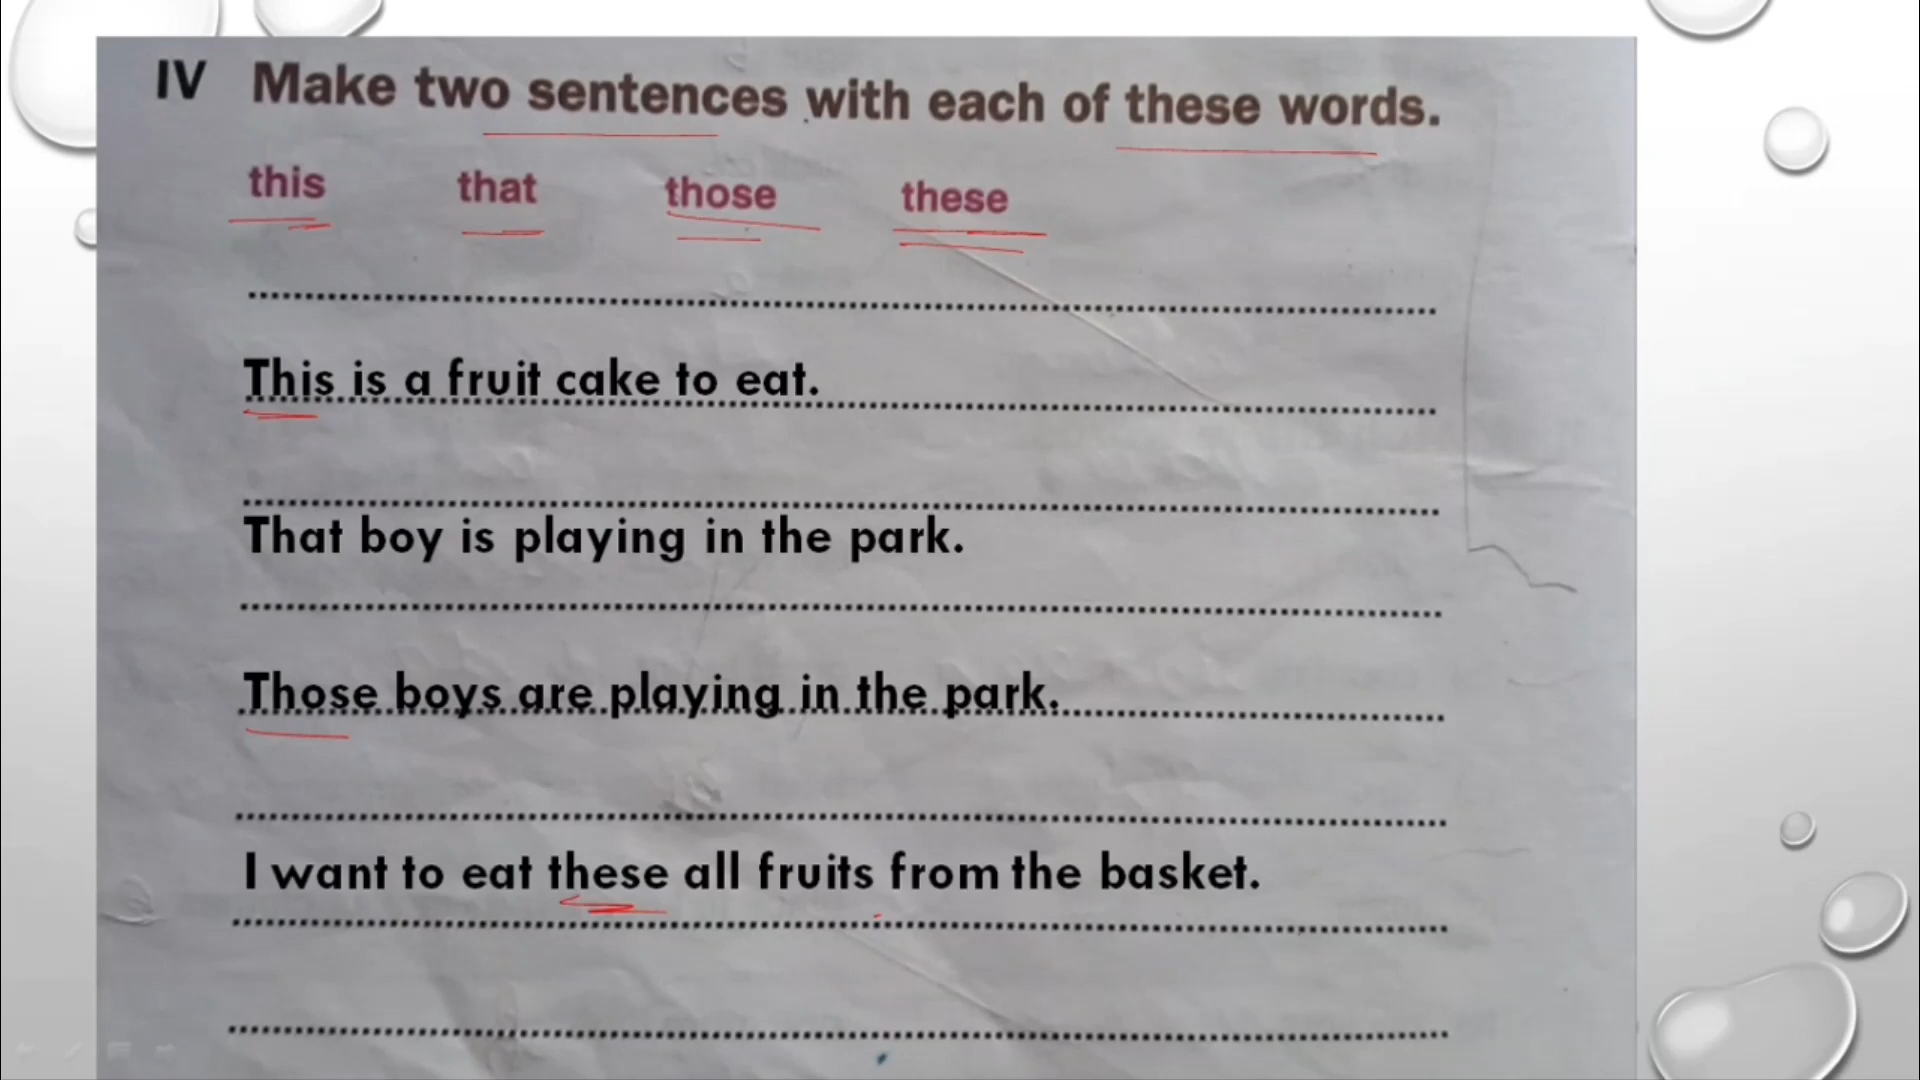 IV Make two sentences with each of these words.
this that those these
This is a fruit cake to eat.
That boy is playing in the park.
Those boys are playing in the park.
I want to eat these all fruits from the basket.